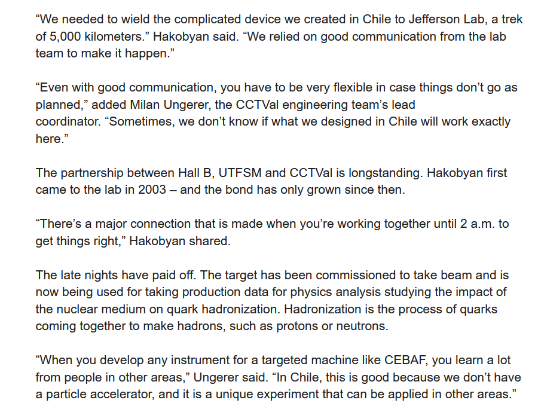 “We needed to wield the complicated device we created in Chile to Jefferson Lab, a trek
of 5,000 kilometers.” Hakobyan said. “We relied on good communication from the lab
team to make it happen.”
“Even with good communication, you have to be very flexible in case things don’t go as
planned,” added Milan Ungerer, the CCTVal engineering team’s lead
coordinator. “Sometimes, we don’t know if what we designed in Chile will work exactly
here.”
The partnership between Hall B, UTFSM and CCTVal is longstanding. Hakobyan first
came to the lab in 2003 – and the bond has only grown since then.
“There’s a major connection that is made when you’re working together until 2 a.m. to
get things right,” Hakobyan shared.
The late nights have paid off. The target has been commissioned to take beam and is
now being used for taking production data for physics analysis studying the impact of
the nuclear medium on quark hadronization. Hadronization is the process of quarks
coming together to make hadrons, such as protons or neutrons.
“When you develop any instrument for a targeted machine like CEBAF, you learn a lot
from people in other areas,” Ungerer said. “In Chile, this is good because we don’t have
a particle accelerator, and it is a unique experiment that can be applied in other areas.”